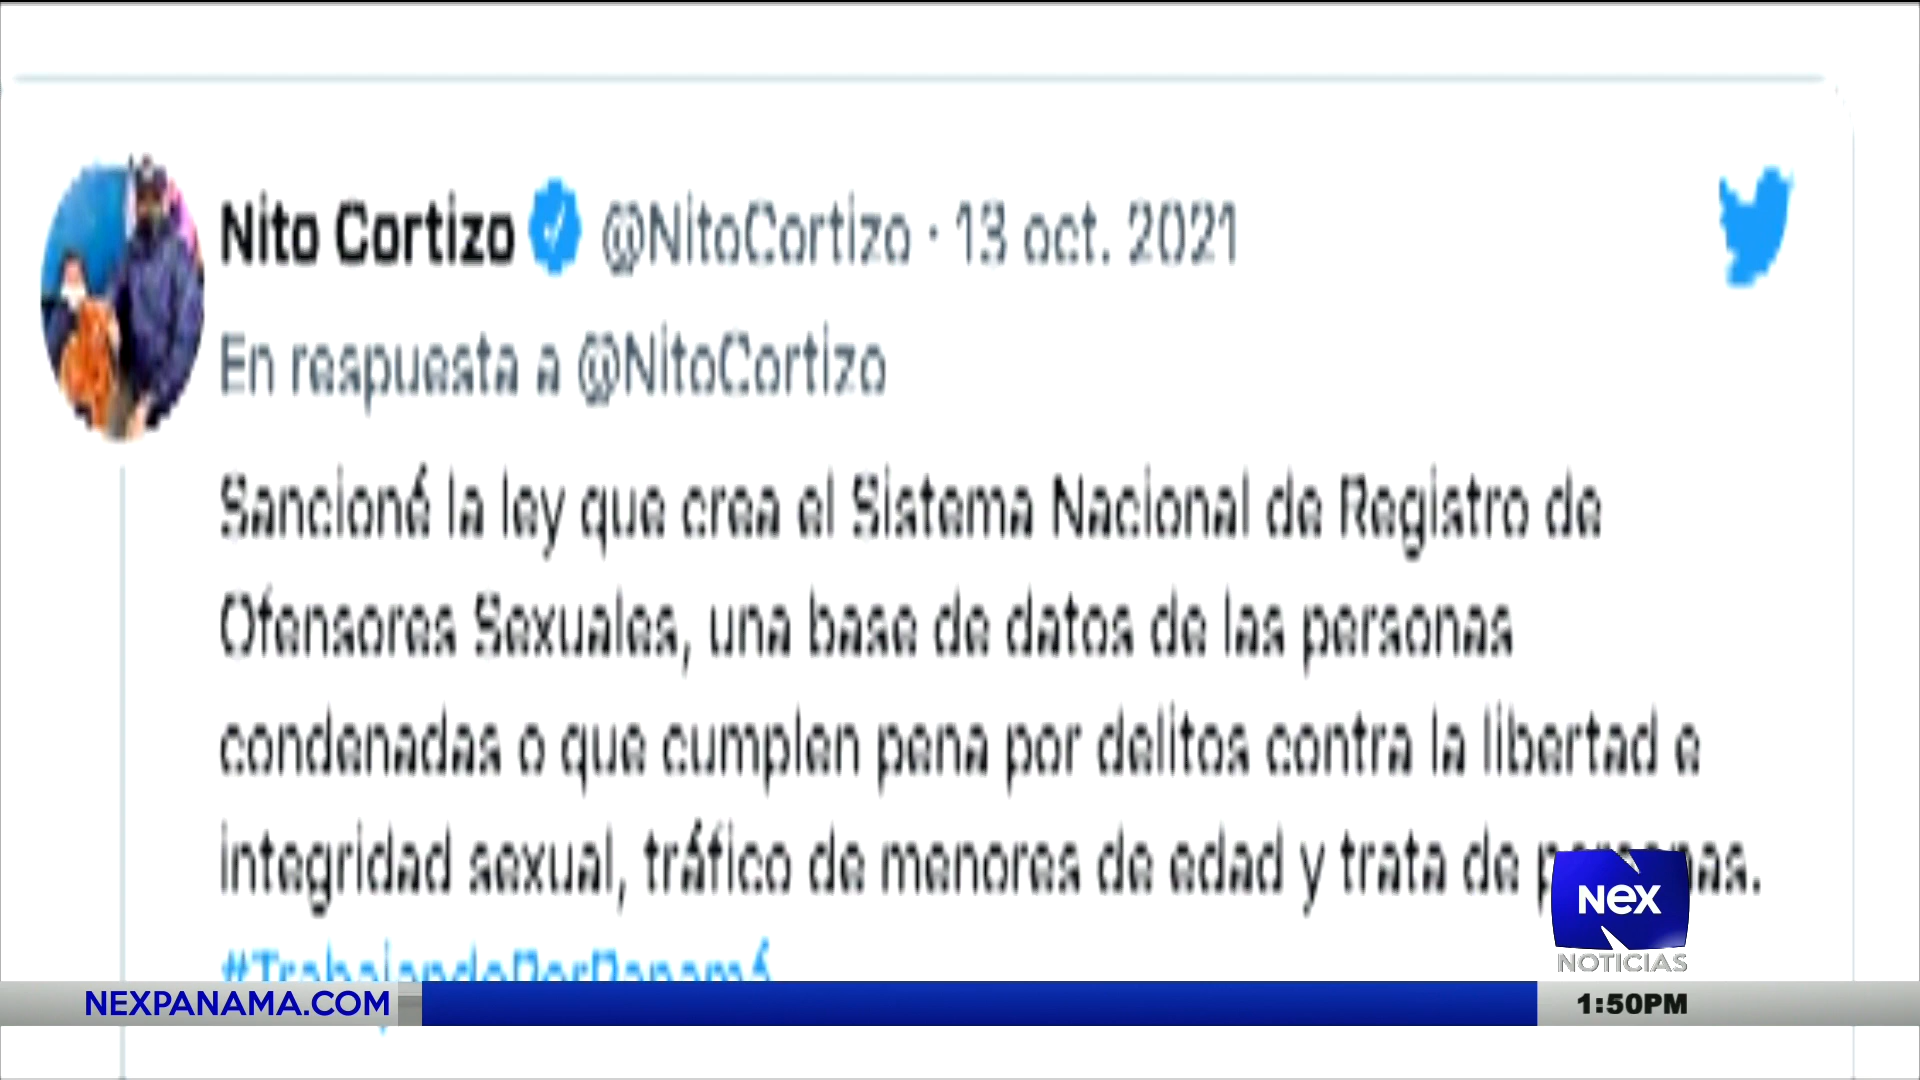 Nito Cortizo @NitoCortizo · 13 oct. 2021
En respuesta a @NitoCortizo
Sancioné la ley que crea el Sistema Nacional de Registro de
Ofensores Sexuales, una base de datos de las personas
condenadas o que cumplen pena por delitos contra la libertad e
integridad sexual, tráfico de menores de edad y trata de personas.
#TrabajandoPorPanamá
NEX
NOTICIAS
NEXPANAMA.COM
1:50PM